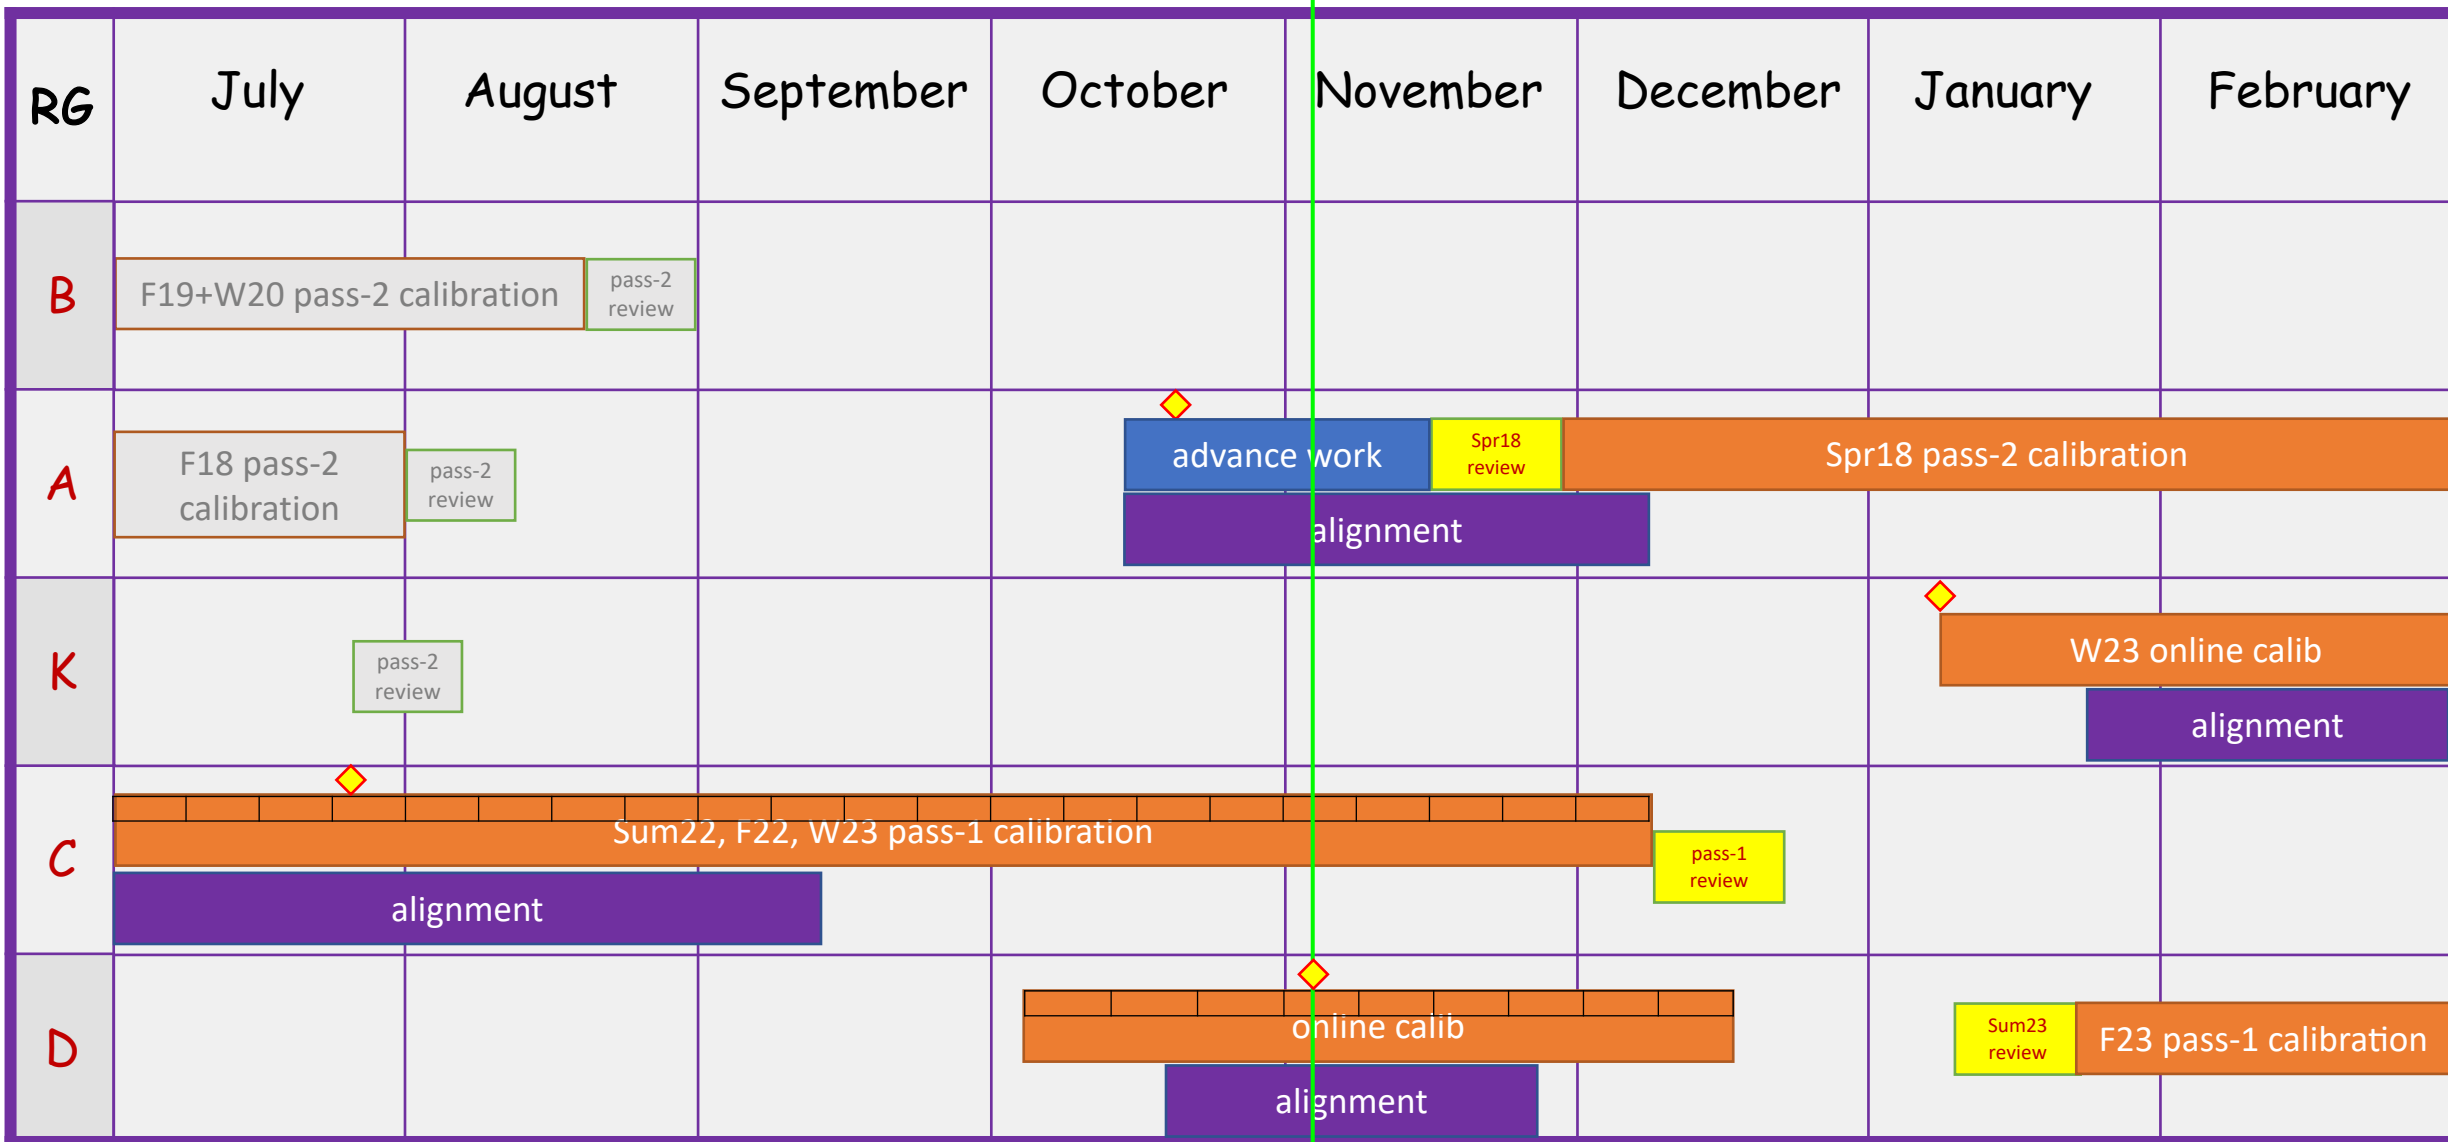 RG
July
August
September
October
November
December
January
February
B
F19+W20 pass-2 calibration
pass-2
review
A
F18 pass-2
calibration
pass-2
review
advance work
Spr18
review
Spr18 pass-2 calibration
alignment
K
pass-2
review
W23 online calib
alignment
C
Sum22, F22, W23 pass-1 calibration
pass-1
review
alignment
D
online calib
Sum23
review
F23 pass-1 calibration
alignment